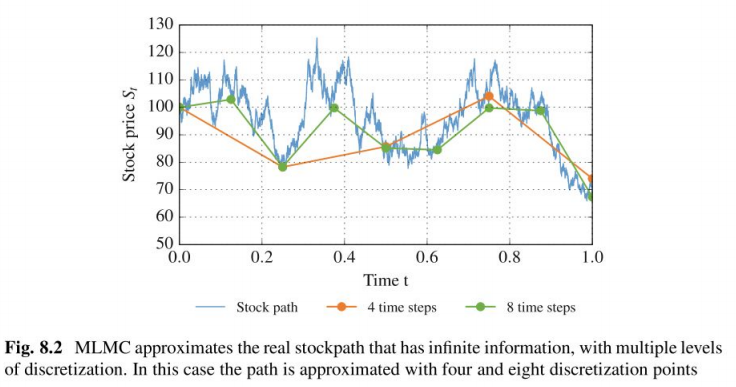 130
120
110
100
90
80
70
60
50
Stock price St
0.0 0.2 0.4 0.6 0.8 1.0
Time t
Stock path 4 time steps 8 time steps
Fig. 8.2 MLMC approximates the real stockpath that has infinite information, with multiple levels
of discretization. In this case the path is approximated with four and eight discretization points